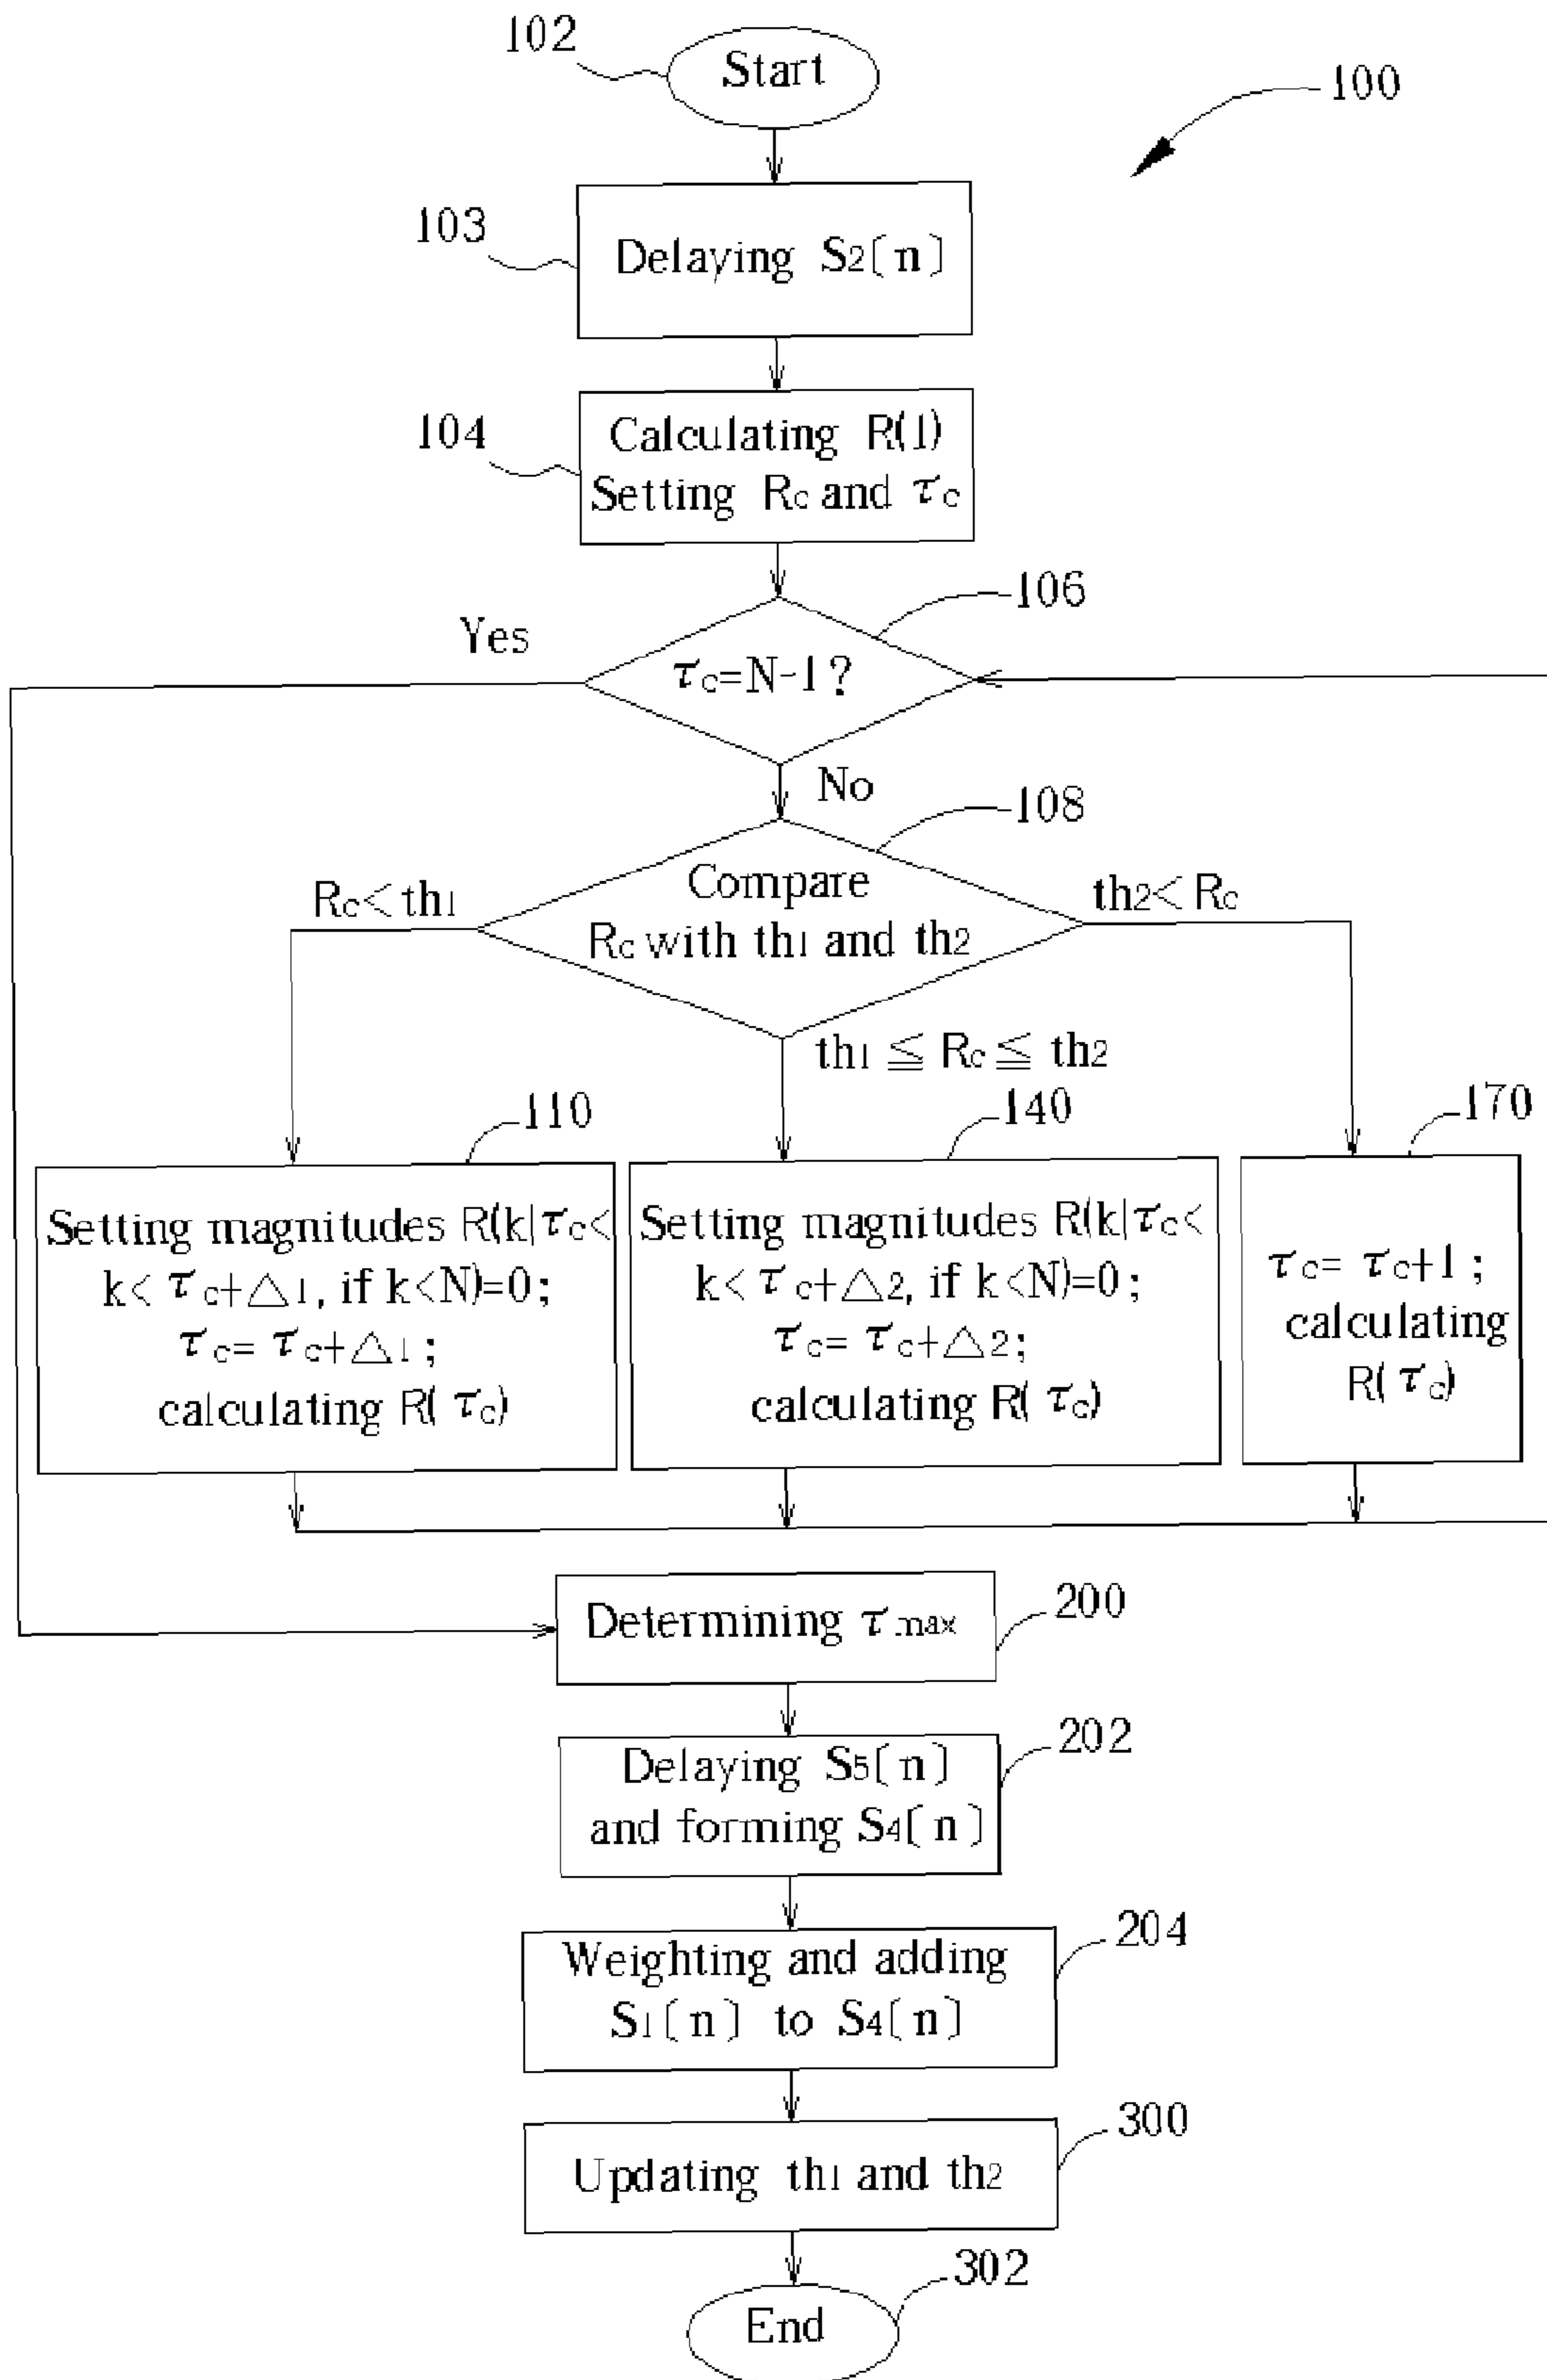 102
Start
100
103
Delaying S2[n]
104
Calculating R(1)
Setting Rc and τc
106
Yes
τc=N-1?
No
108
Compare
Rc with th1 and th2
Rc<th1
th2<Rc
th1 ≦ Rc ≦ th2
110
Setting magnitudes R(k|τc<
k< τc+△1, if k<N)=0;
τc= τc+△1;
calculating R( τc)
140
Setting magnitudes R(k|τc<
k< τc+△2, if k<N)=0;
τc= τc+△2;
calculating R( τc)
170
τc= τc+1;
calculating
R( τc)
200
Determining τmax
202
Delaying S5[n]
and forming S4[n]
204
Weighting and adding
S1[n] to S4[n]
300
Updating th1 and th2
302
End